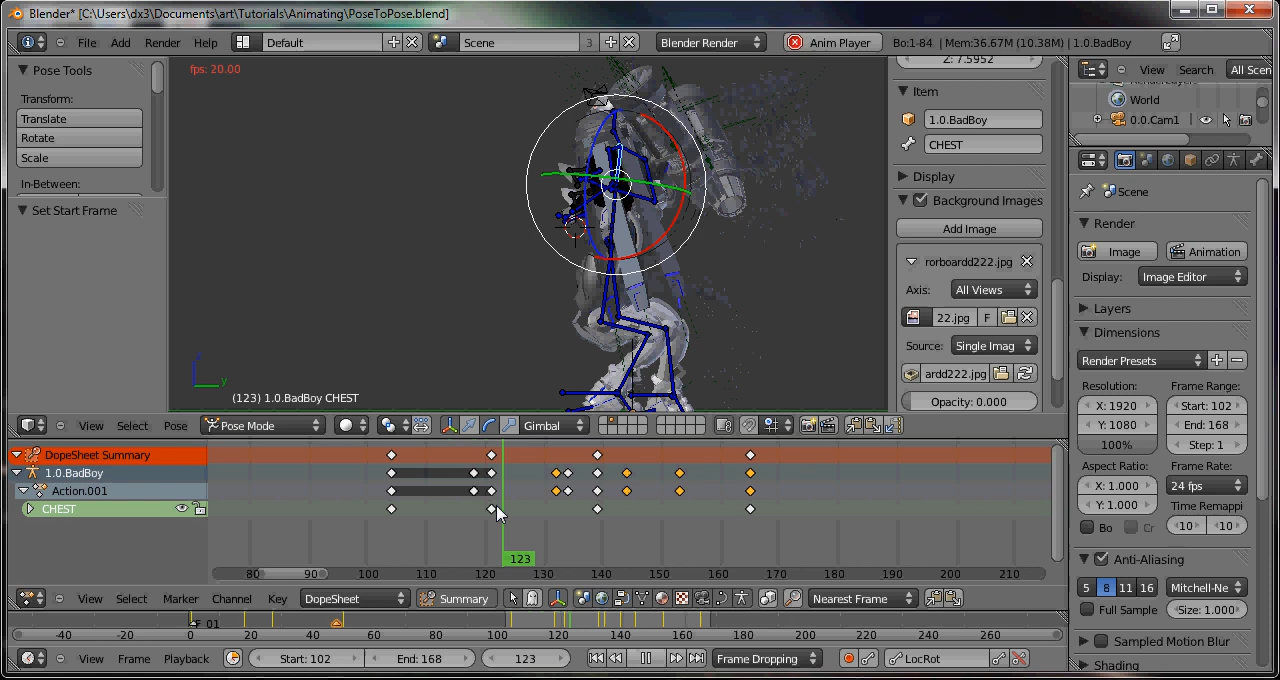 Blender* [C:\Users\dx3\Documents\art\Tutorials\Animating\PoseToPose.blend]
File Add Render Help Default Scene 3 Blender Render Anim Player Bo:1-84 | Mem:36.67M (10.38M) | 1.0.BadBoy
Pose Tools
Transform:
Translate
Rotate
Scale
In-Between:
Set Start Frame
fps: 20.00
(123) 1.0.BadBoy CHEST
Z: 7.5952
Item
1.0.BadBoy
CHEST
Display
Background Images
Add Image
rorboardd222.jpg
Axis: All Views
22.jpg F
Source: Single Imag
ardd222.jpg
Opacity: 0.000
View Search All Scen
World
0.0.Cam1
Scene
Render
Image Animation
Display: Image Editor
Layers
Dimensions
Render Presets
Resolution: Frame Range:
X: 1920 Start: 102
Y: 1080 End: 168
100% Step: 1
Aspect Ratio: Frame Rate:
X: 1.000 24 fps
Y: 1.000 Time Remappi
Bo Cr 10 10
Anti-Aliasing
5 8 11 16 Mitchell-Ne
Full Sample Size: 1.000
Sampled Motion Blur
Shading
View Select Pose Pose Mode Gimbal
DopeSheet Summary
1.0.BadBoy
Action.001
CHEST
123
80 90 100 110 120 130 140 150 160 170 180 190 200 210
View Select Marker Channel Key DopeSheet Summary Nearest Frame
F_01
-40 -20 0 20 40 60 80 100 120 140 160 180 200 220 240 260
View Frame Playback Start: 102 End: 168 123 Frame Dropping LocRot